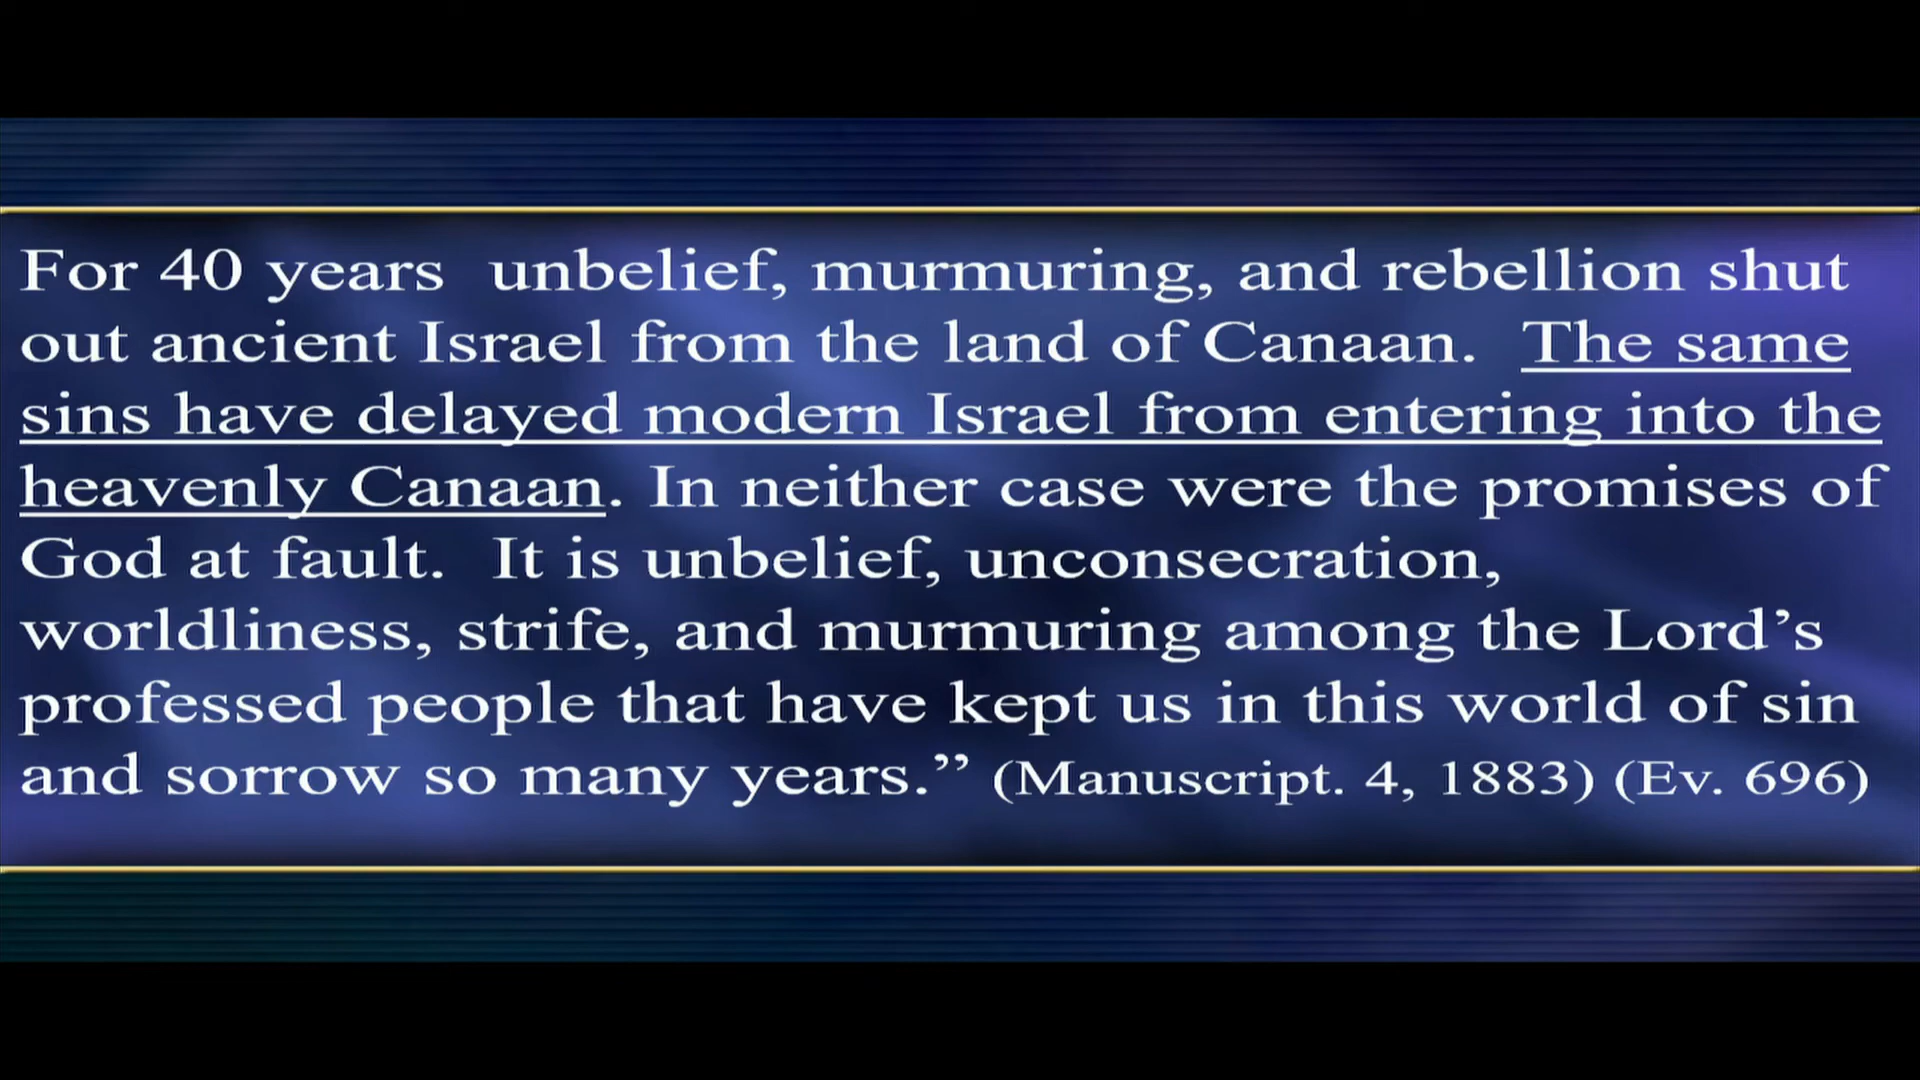 For 40 years  unbelief, murmuring, and rebellion shut
out ancient Israel from the land of Canaan.  The same
sins have delayed modern Israel from entering into the
heavenly Canaan. In neither case were the promises of
God at fault.  It is unbelief, unconsecration,
worldliness, strife, and murmuring among the Lord’s
professed people that have kept us in this world of sin
and sorrow so many years.” (Manuscript. 4, 1883) (Ev. 696)